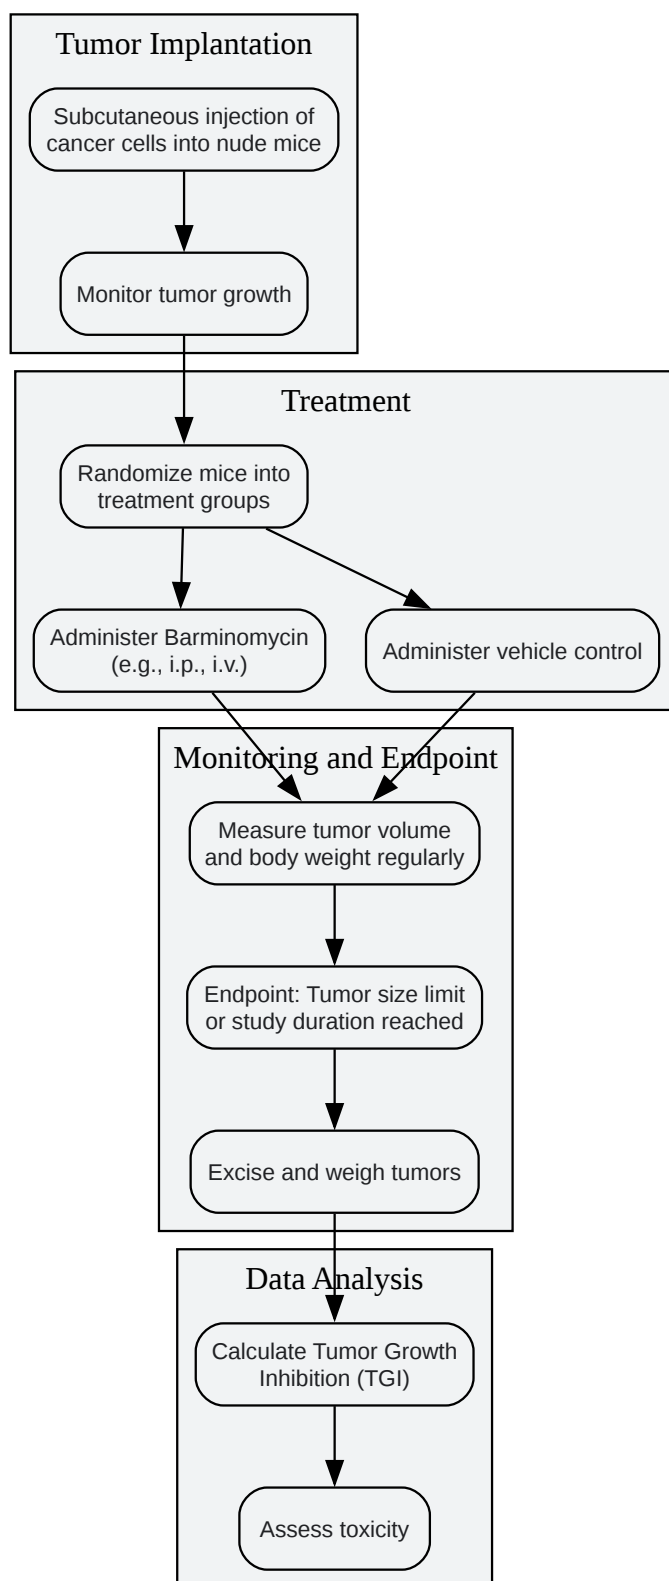 Tumor Implantation
Subcutaneous injection of
cancer cells into nude mice
Monitor tumor growth
Treatment
Randomize mice into
treatment groups
Administer Barminomycin
(e.g., i.p., i.v.)
Administer vehicle control
Monitoring and Endpoint
Measure tumor volume
and body weight regularly
Endpoint: Tumor size limit
or study duration reached
Excise and weigh tumors
Data Analysis
Calculate Tumor Growth
Inhibition (TGI)
Assess toxicity